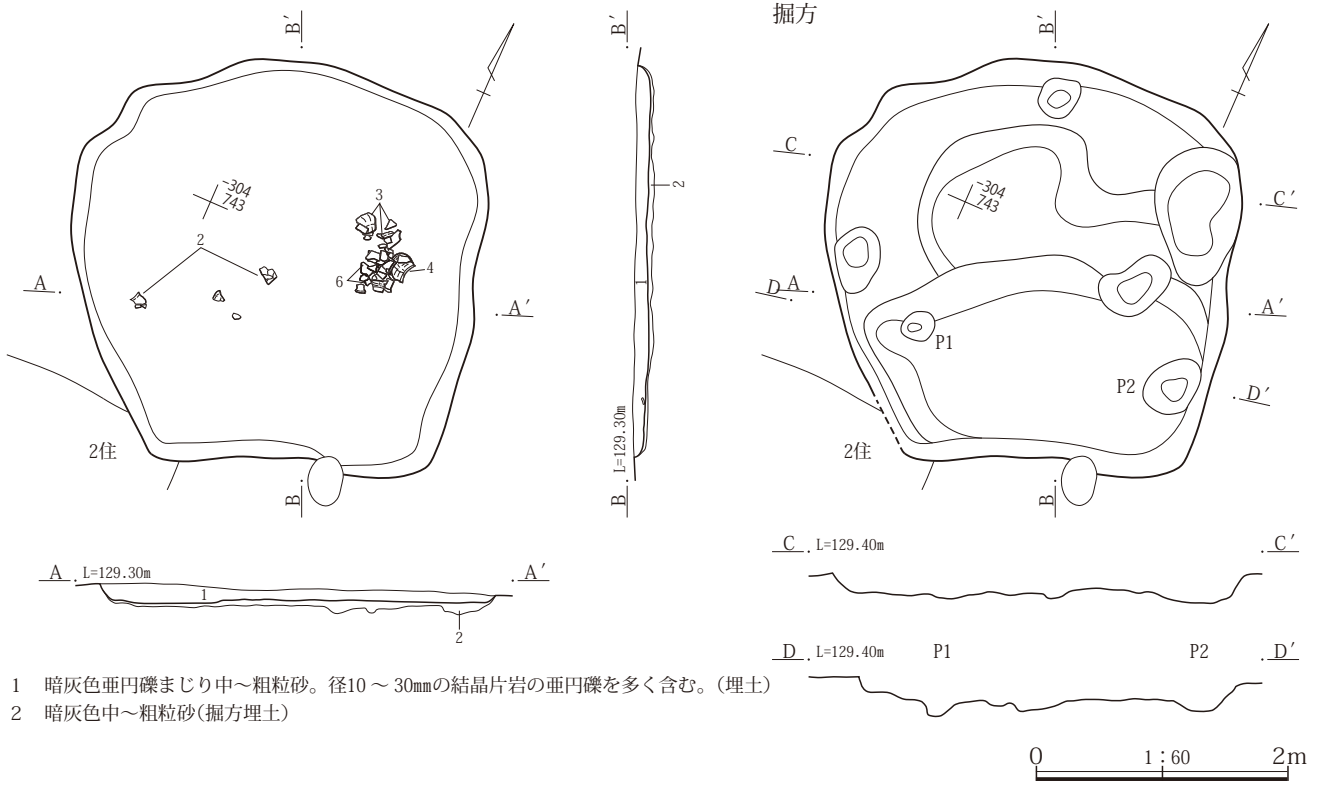 掘方
B′
B′
B′
-304
743
-304
743
3
2
4
6
2
1
C
C′
A
A′
D
A
A′
P1
P2
D′
2住
2住
L=129.30m
B
B
B
C
L=129.40m
C′
A
L=129.30m
A′
1
2
D
L=129.40m
P1
P2
D′
1 暗灰色亜円礫まじり中～粗粒砂。径10 ～ 30mmの結晶片岩の亜円礫を多く含む。(埋土)
2 暗灰色中～粗粒砂(掘方埋土)
0 1：60 2m